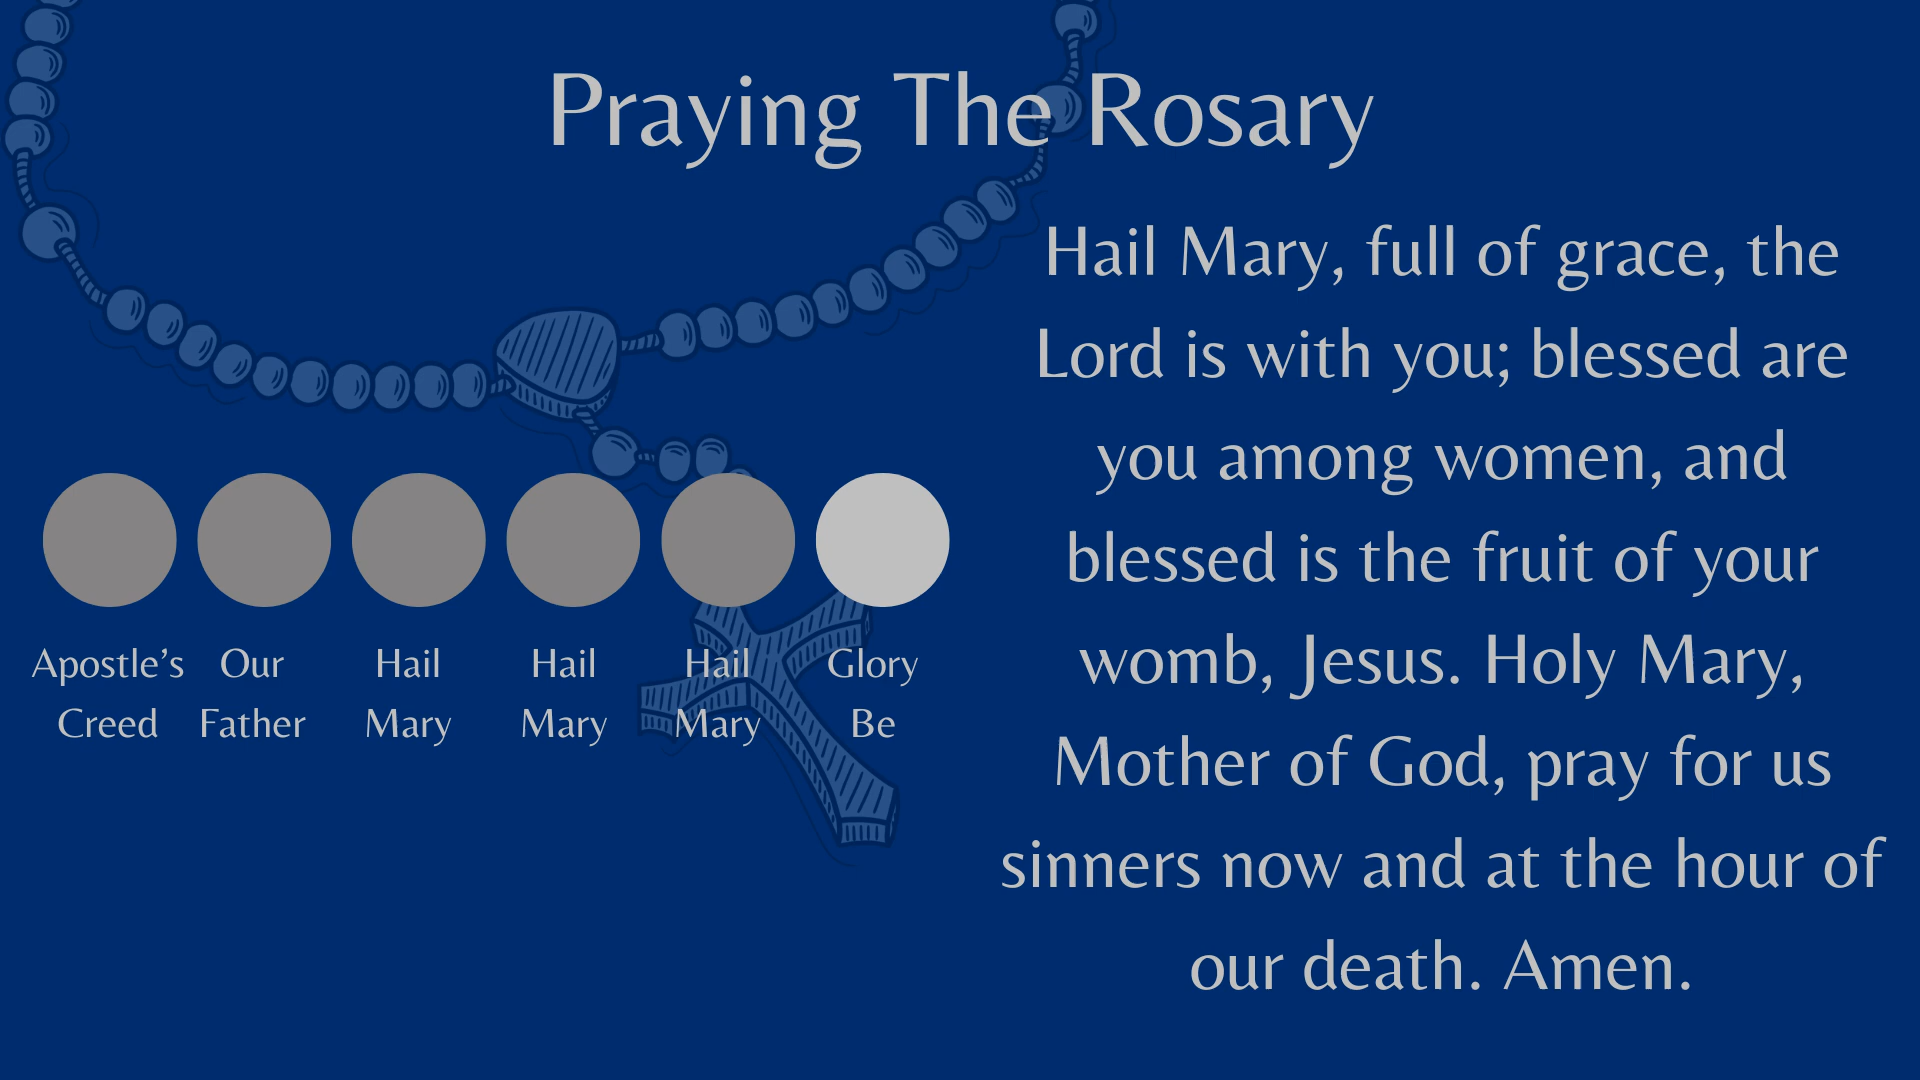 Praying The Rosary
Hail Mary, full of grace, the
Lord is with you; blessed are
you among women, and
blessed is the fruit of your
womb, Jesus. Holy Mary,
Mother of God, pray for us
sinners now and at the hour of
our death. Amen.
Apostle’s Our Hail Hail Hail Glory
Creed Father Mary Mary Mary Be